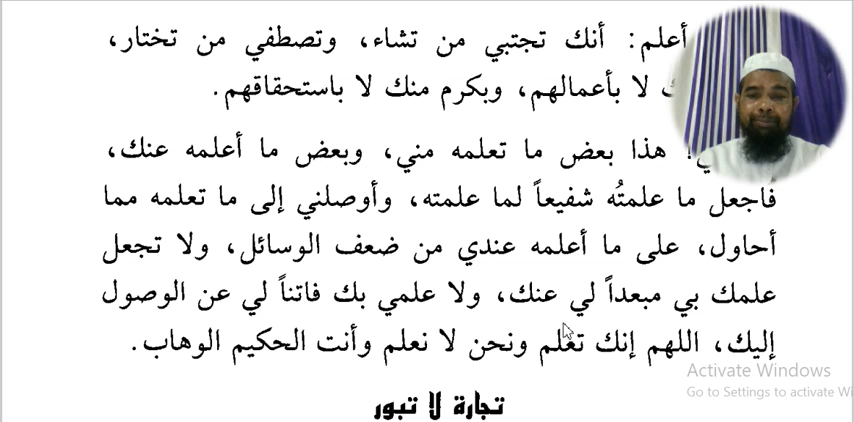 أعلم: أنك تجتبي من تشاء، وتصطفي من تختار،
لا بأعمالهم، وبكرم منك لا باستحقاقهم.
هذا بعض ما تعلمه مني، وبعض ما أعلمه عنك،
فاجعل ما علمتُه شفيعاً لما علمته، وأوصلني إلى ما تعلمه مما
أحاول، على ما أعلمه عندي من ضعف الوسائل، ولا تجعل
علمك بي مبعداً لي عنك، ولا علمي بك فاتناً لي عن الوصول
إليك، اللهم إنك تعلم ونحن لا نعلم وأنت الحكيم الوهاب.
Activate Windows
Go to Settings to activate Wi
تجارة لا تبور